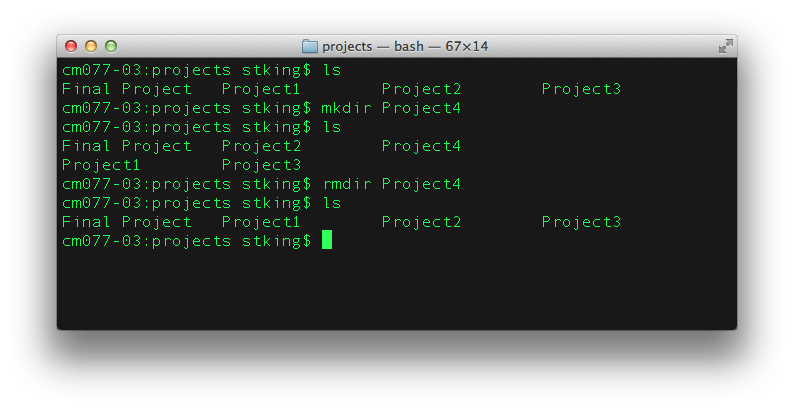 projects — bash — 67×14
cm077-03:projects stking$ ls
Final Project   Project1        Project2        Project3
cm077-03:projects stking$ mkdir Project4
cm077-03:projects stking$ ls
Final Project   Project2        Project4
Project1        Project3
cm077-03:projects stking$ rmdir Project4
cm077-03:projects stking$ ls
Final Project   Project1        Project2        Project3
cm077-03:projects stking$